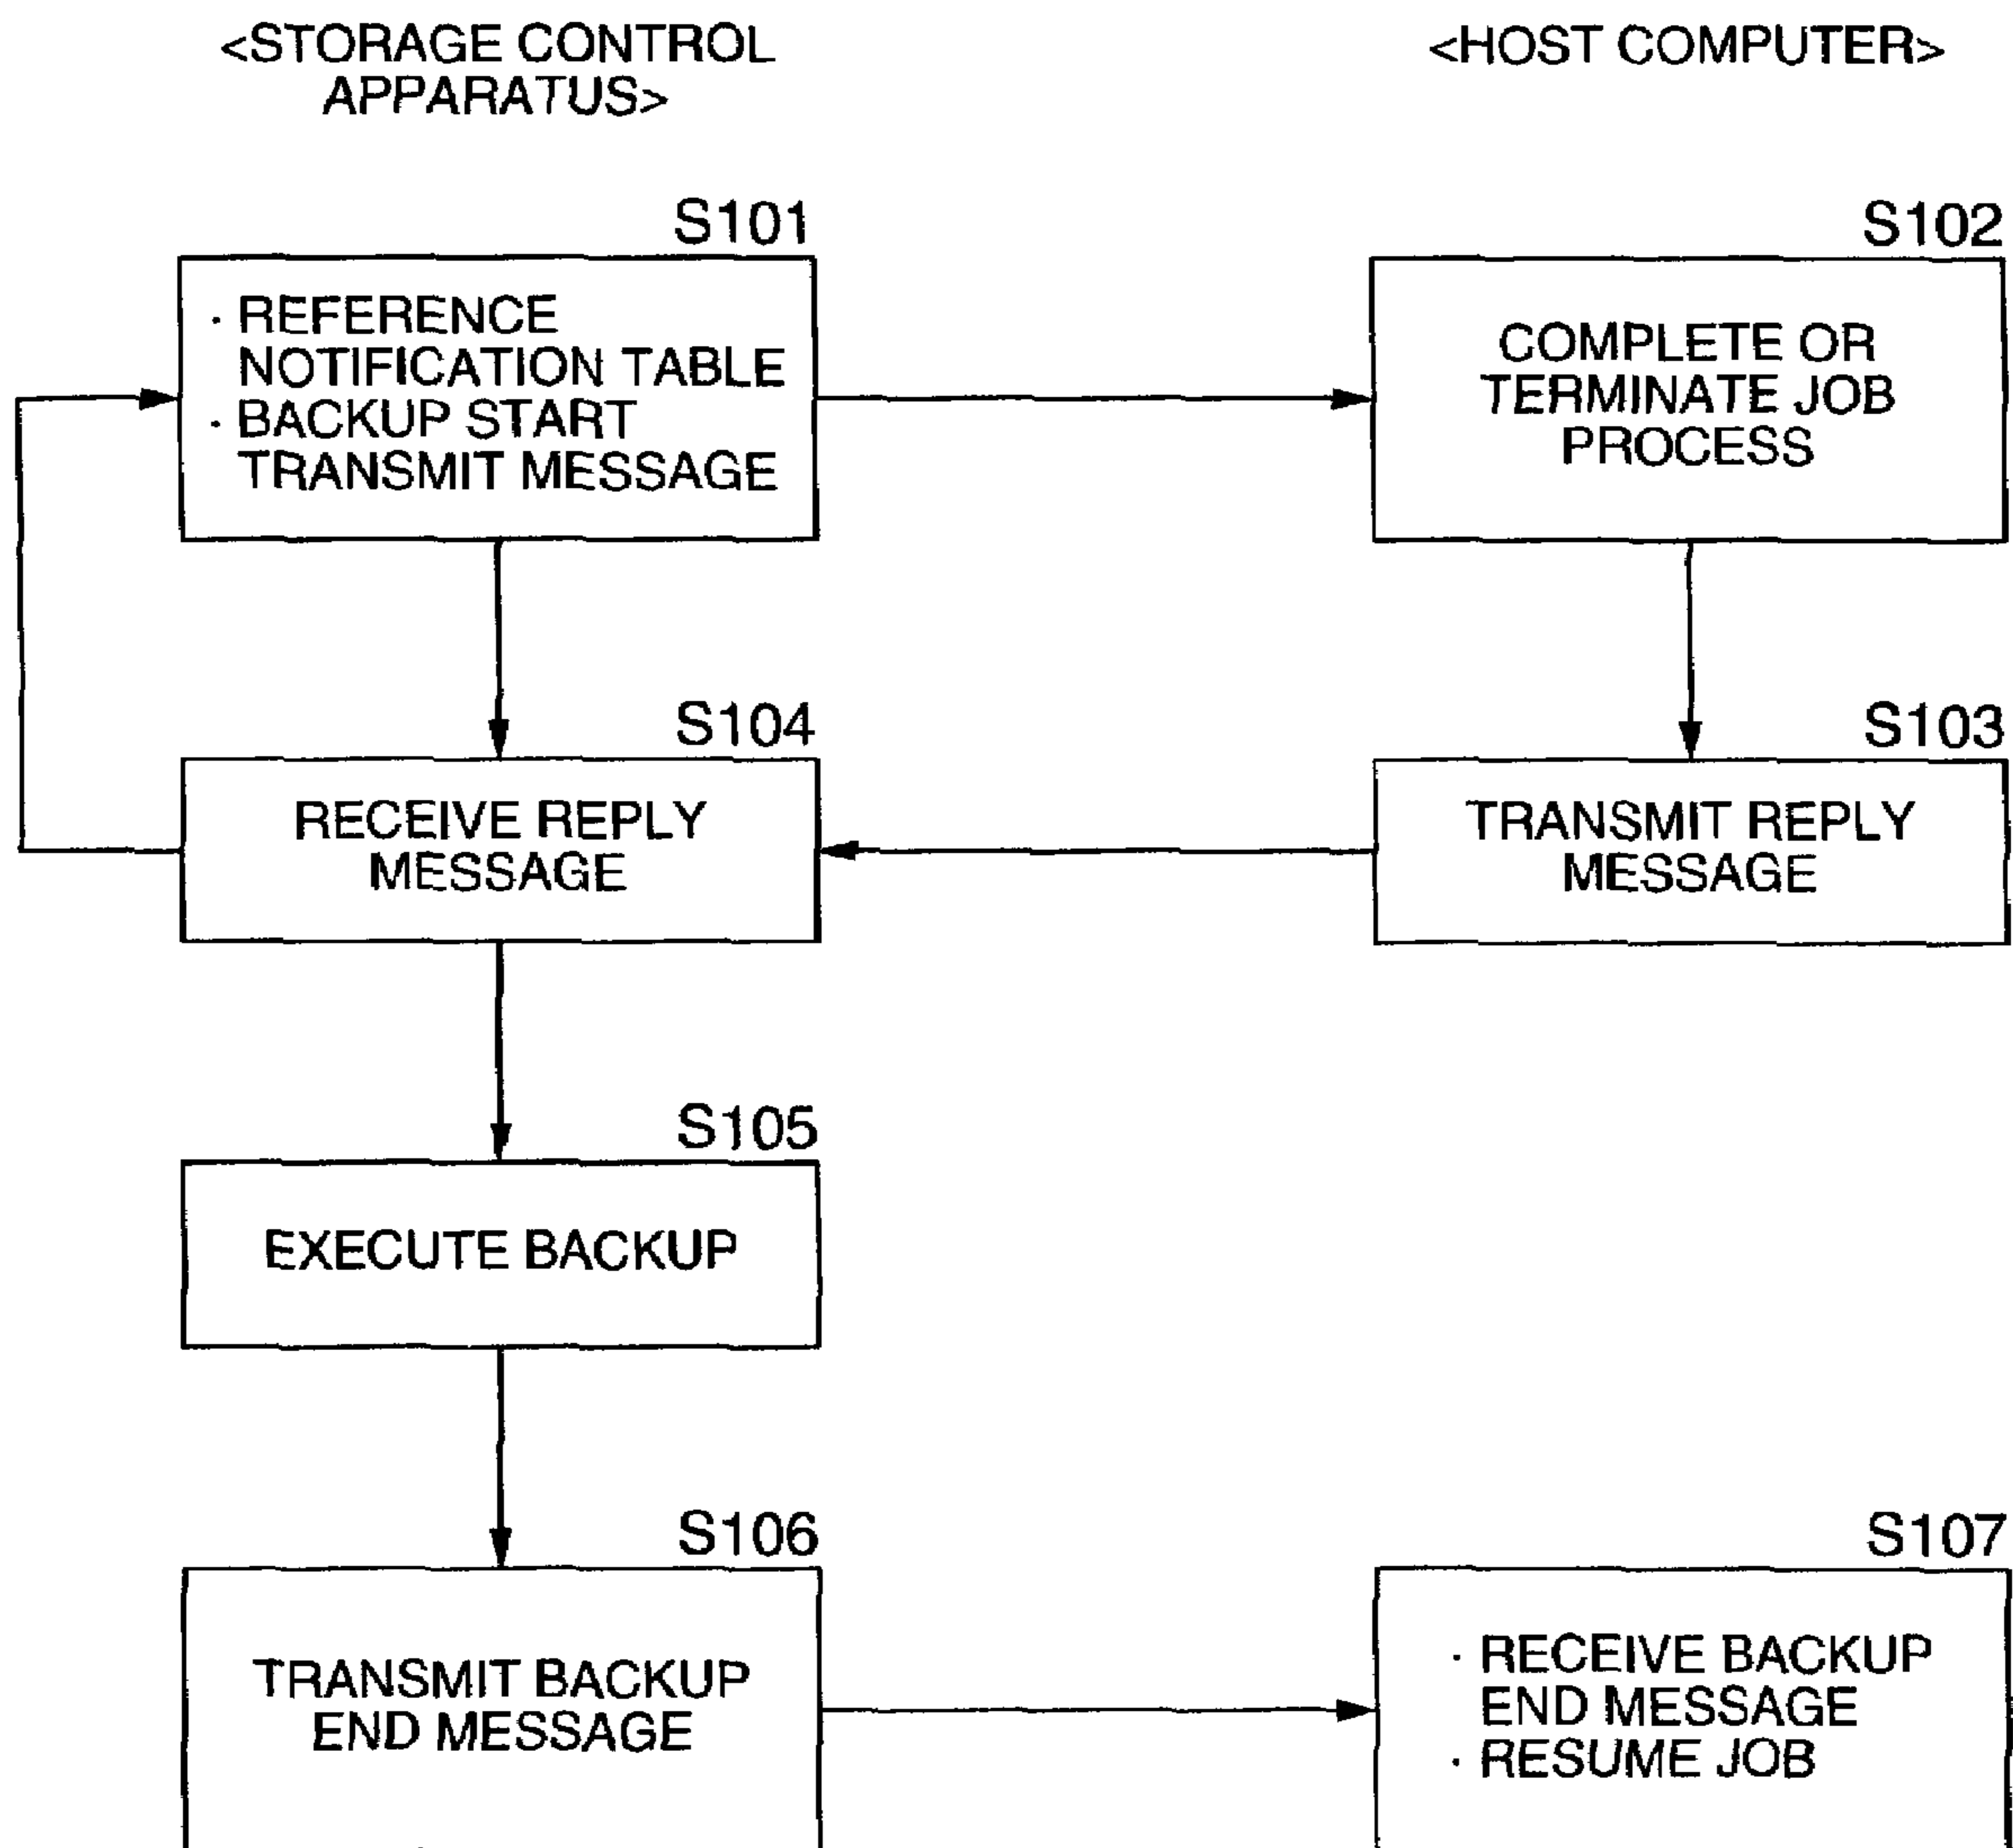 <STORAGE CONTROL
APPARATUS>
<HOST COMPUTER>
S101
· REFERENCE
NOTIFICATION TABLE
· BACKUP START
TRANSMIT MESSAGE
S102
COMPLETE OR
TERMINATE JOB
PROCESS
S104
RECEIVE REPLY
MESSAGE
S103
TRANSMIT REPLY
MESSAGE
S105
EXECUTE BACKUP
S106
TRANSMIT BACKUP
END MESSAGE
S107
· RECEIVE BACKUP
END MESSAGE
· RESUME JOB